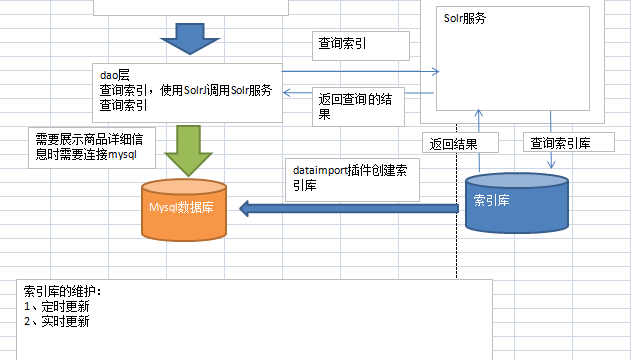 Solr服务
查询索引
dao层
查询索引，使用SolrJ调用Solr服务
查询索引
返回查询的结
果
需要展示商品详细信
息时需要连接mysql
返回结果
查询索引库
dataimport插件创建索
引库
Mysql数据库
索引库
索引库的维护：
1、定时更新
2、实时更新